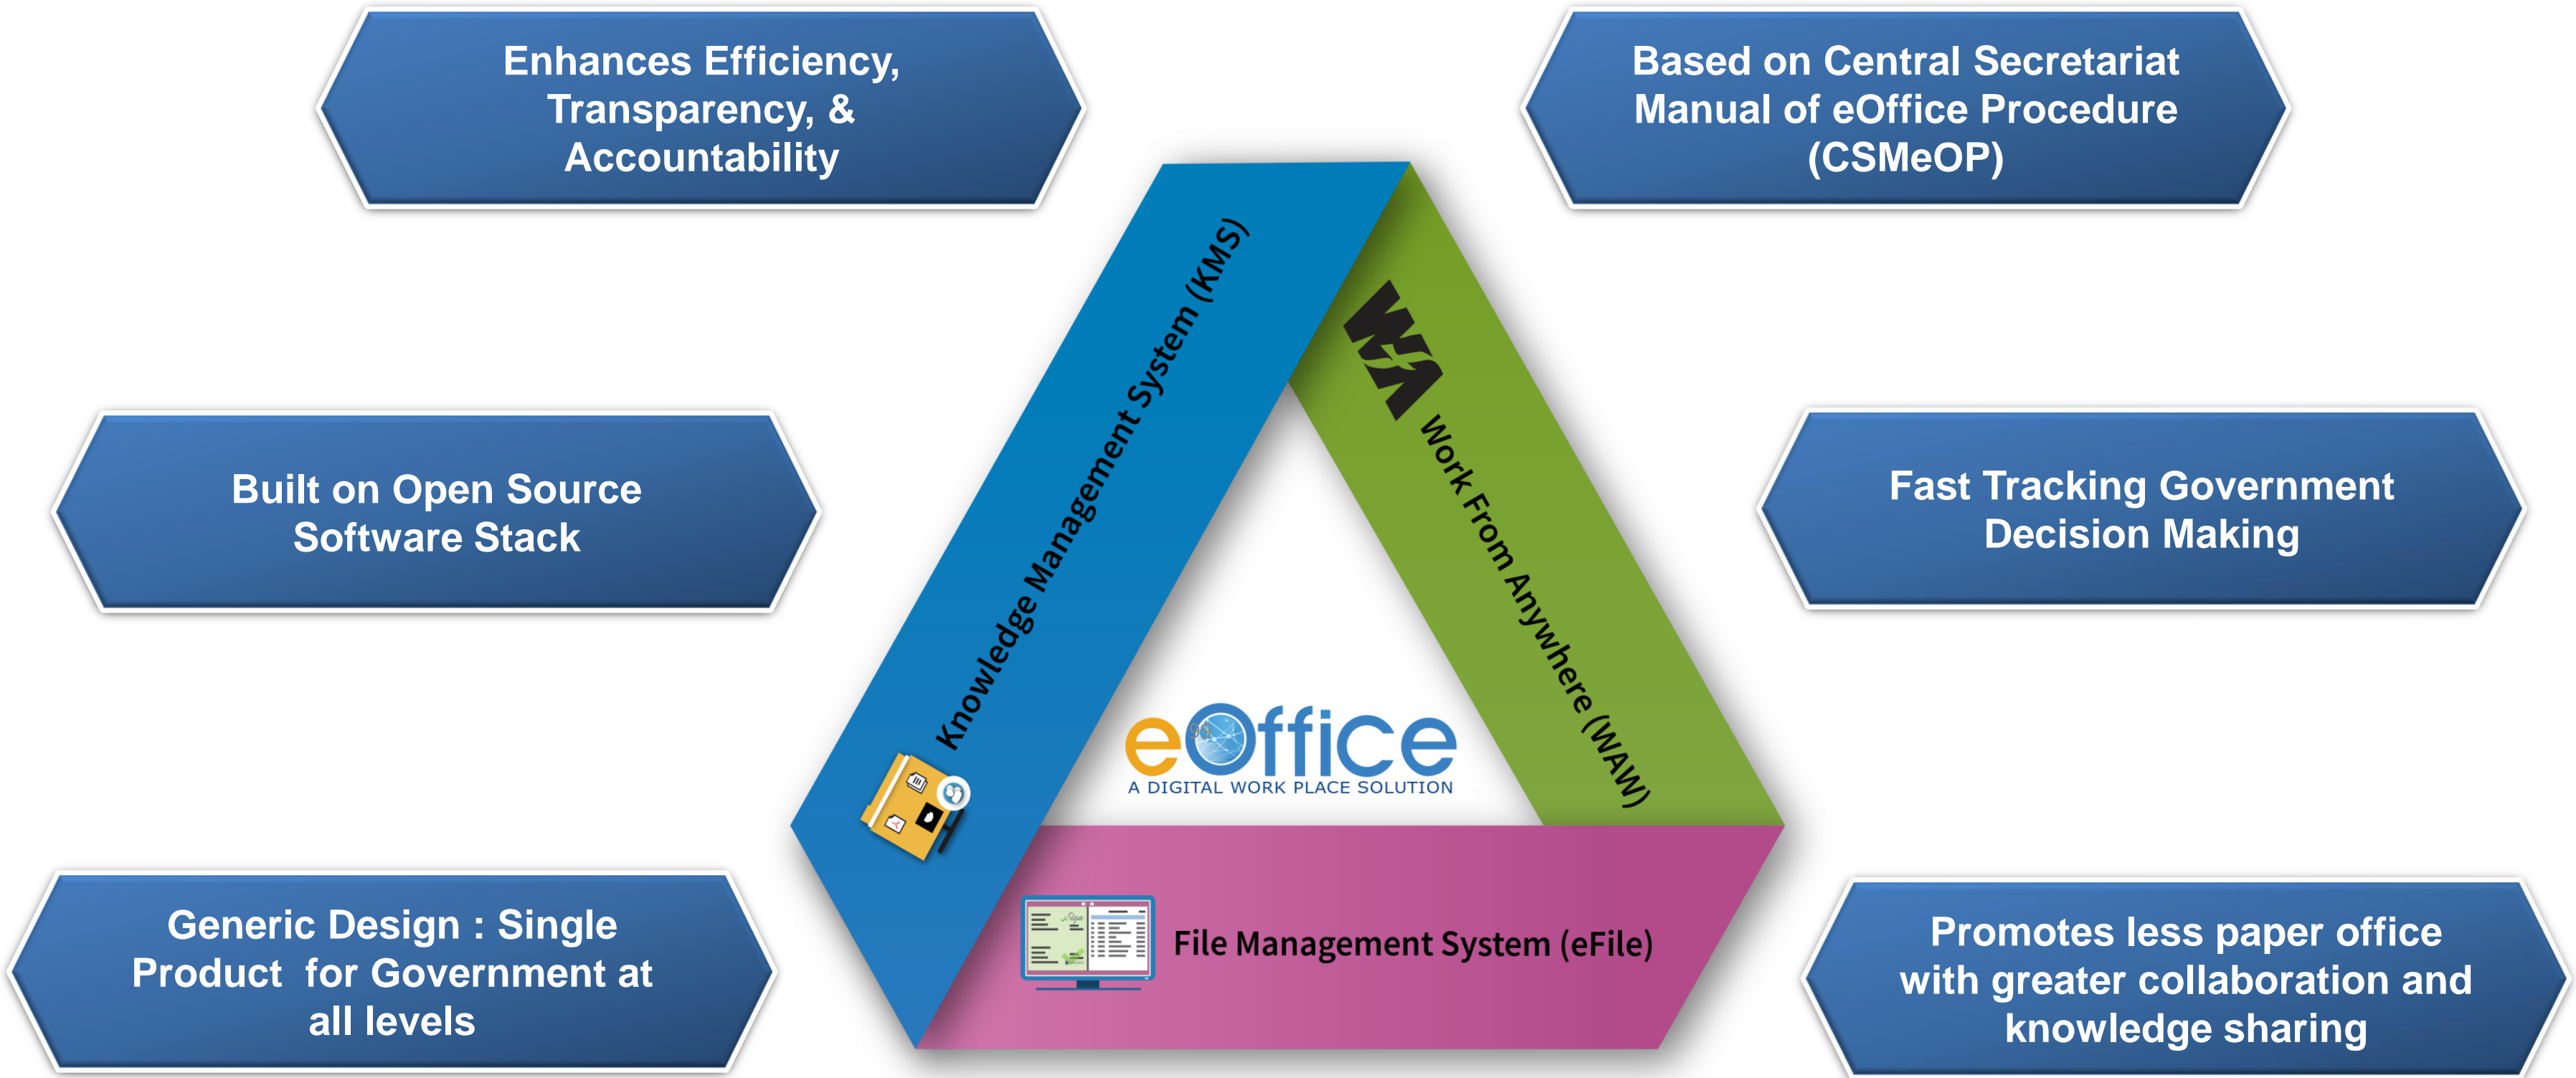 Enhances Efficiency,
Transparency, &
Accountability
Based on Central Secretariat
Manual of eOffice Procedure
(CSMeOP)
Built on Open Source
Software Stack
Fast Tracking Government
Decision Making
Generic Design : Single
Product for Government at
all levels
Promotes less paper office
with greater collaboration and
knowledge sharing
Knowledge Management System (KMS)
WA Work From Anywhere (WAW)
eOffice
A DIGITAL WORK PLACE SOLUTION
File Management System (eFile)